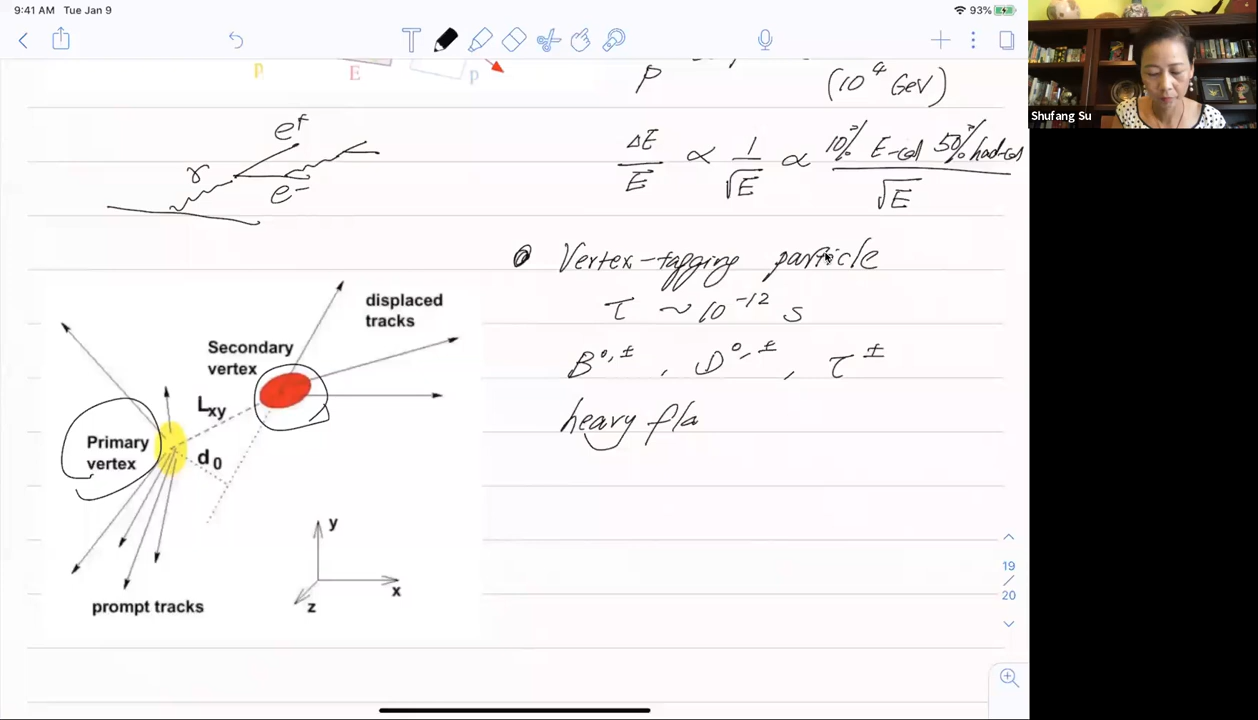 9:41 AM Tue Jan 9
93%
T
p E p
p
(10⁴ GeV)
Shufang Su
e⁺
γ
e⁻
ΔE/E ∝ 1/√E ∝ 10% E-cal 50% had-cal/√E
Vertex-tagging particle
τ ~ 10⁻¹² s
B⁰,± , D⁰,± , τ±
heavy fla
displaced
tracks
Secondary
vertex
Lxy
Primary
vertex
d0
y
x
z
prompt tracks
19
/
20